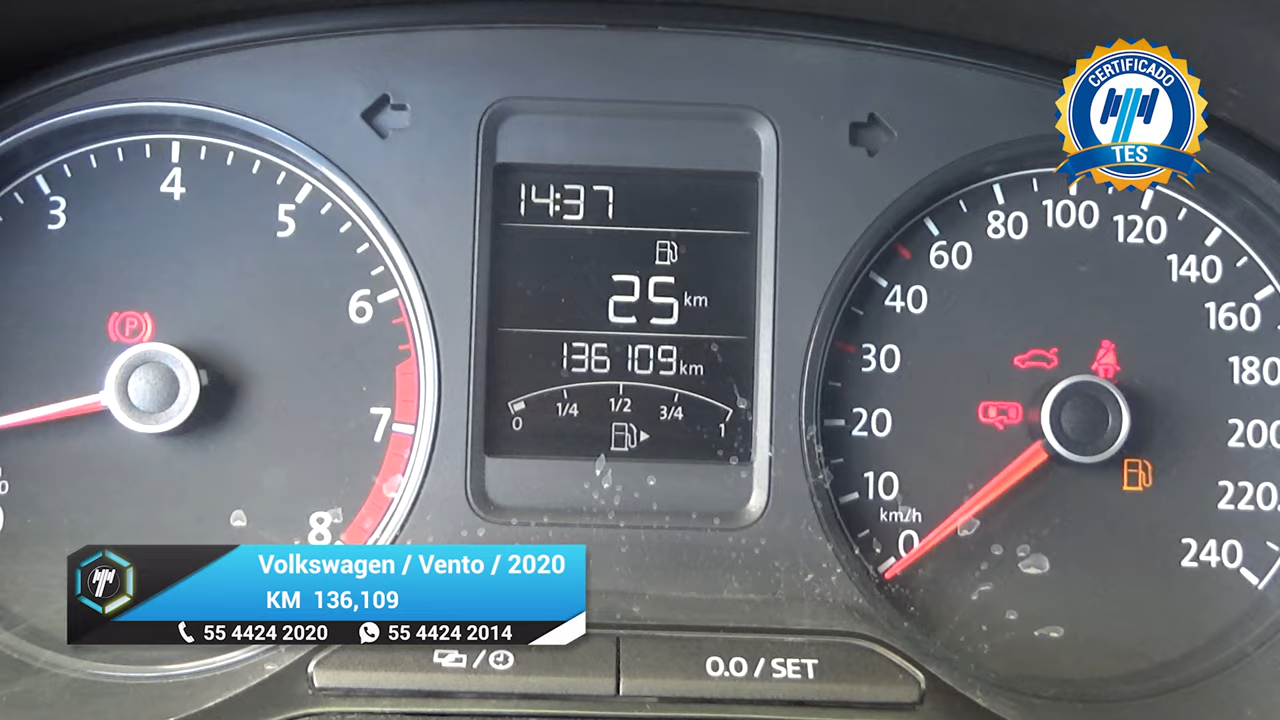 CERTIFICADO
TES
3
4
5
6
7
8
P
14:37
25 km
136 109 km
0 1/4 1/2 3/4 1
10
20
30
40
60
80
100
120
140
160
180
200
220
240
km/h
0
Volkswagen / Vento / 2020
KM 136,109
55 4424 2020 55 4424 2014
/
0.0 / SET